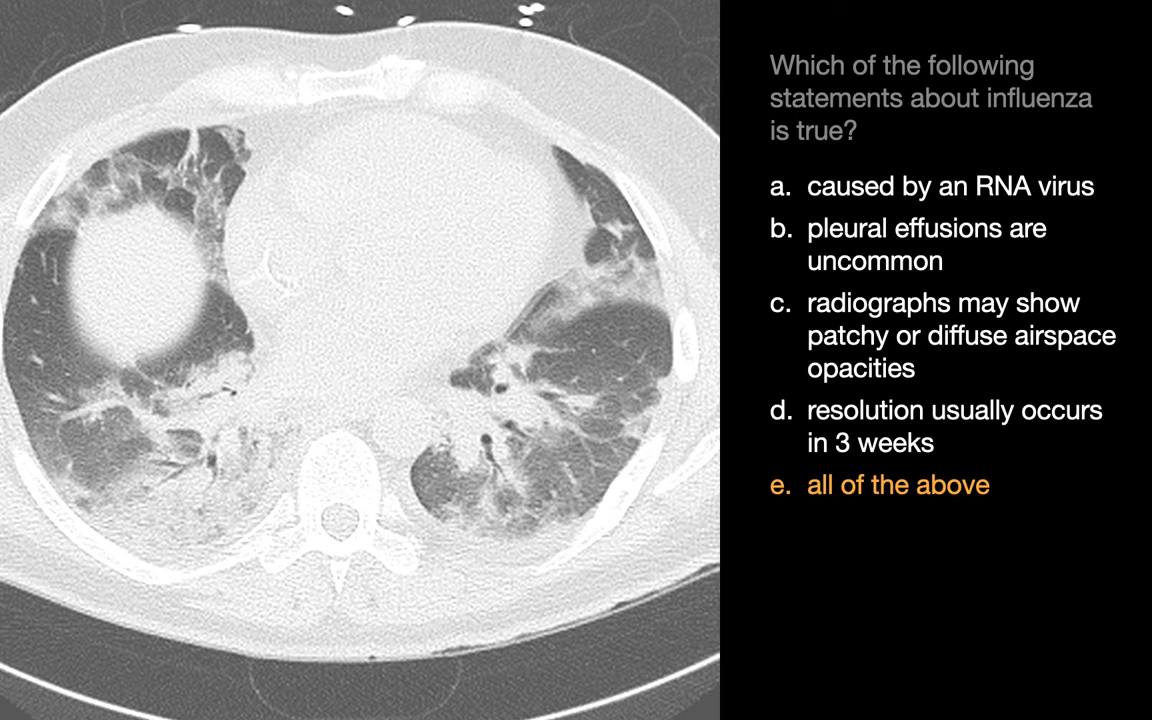 Which of the following
statements about influenza
is true?
a. caused by an RNA virus
b. pleural effusions are
uncommon
c. radiographs may show
patchy or diffuse airspace
opacities
d. resolution usually occurs
in 3 weeks
e. all of the above